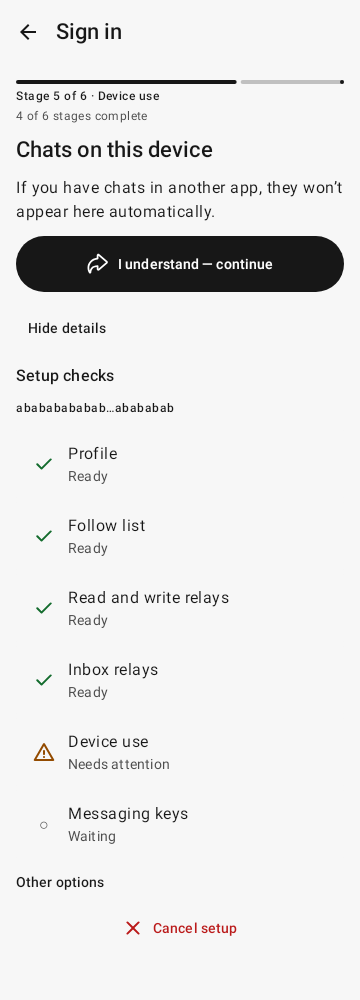 Sign in
Stage 5 of 6 · Device use
4 of 6 stages complete
Chats on this device
If you have chats in another app, they won’t
appear here automatically.
I understand — continue
Hide details
Setup checks
ababababab…abababab
Profile
Ready
Follow list
Ready
Read and write relays
Ready
Inbox relays
Ready
Device use
Needs attention
Messaging keys
Waiting
Other options
Cancel setup